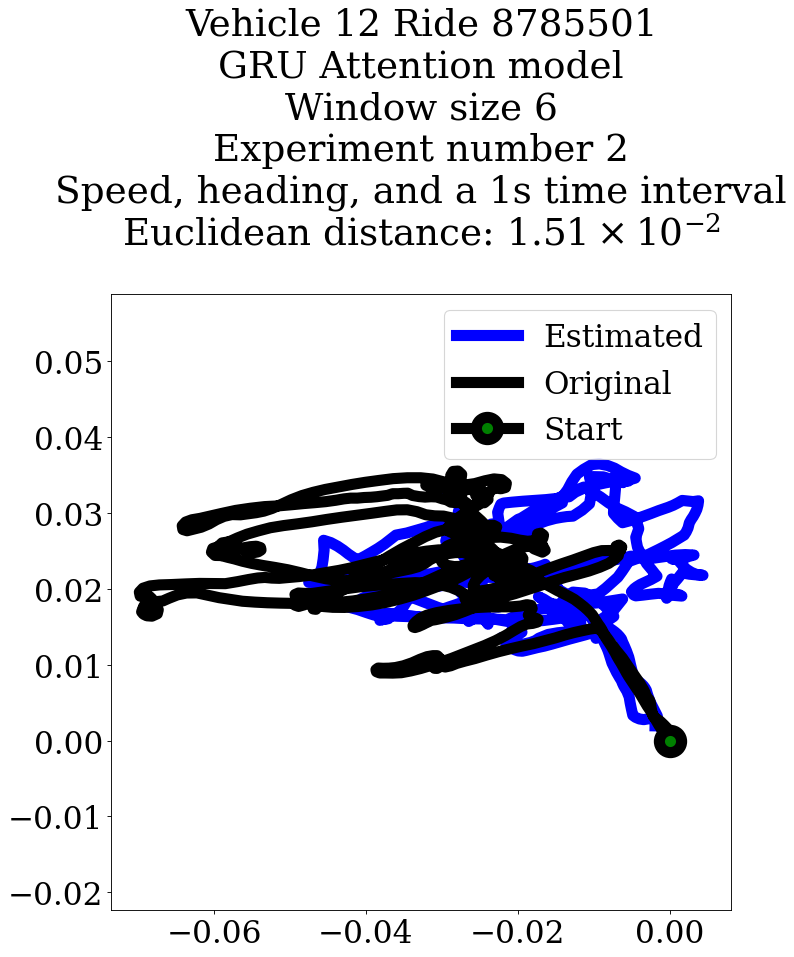 Vehicle 12 Ride 8785501
GRU Attention model
Window size 6
Experiment number 2
Speed, heading, and a 1s time interval
Euclidean distance: 1.51 × 10⁻²
Estimated
Original
Start
0.05
0.04
0.03
0.02
0.01
0.00
−0.01
−0.02
−0.06 −0.04 −0.02 0.00